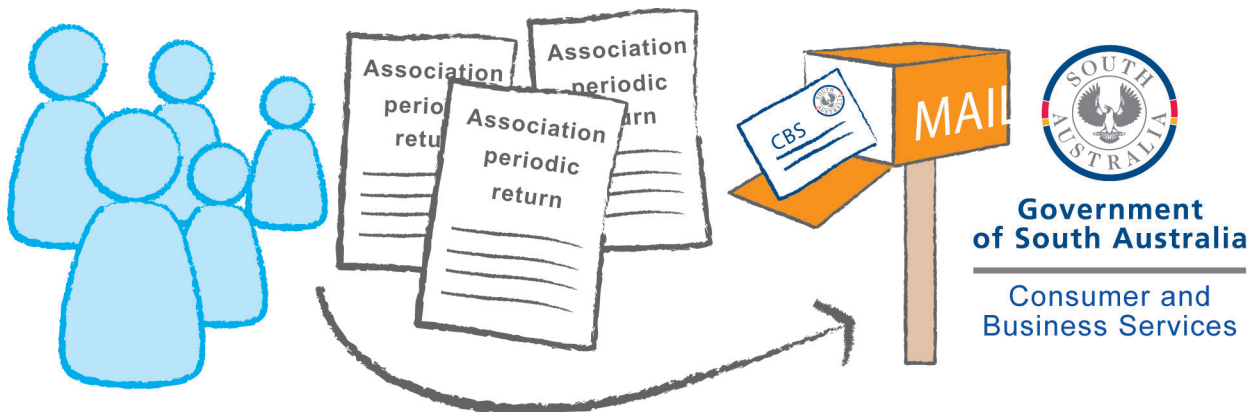 Association
periodic
retu
Association
periodic
return
Association
periodic
urn
CBS
MAIL
SOUTH
AUSTRALIA
Government
of South Australia
Consumer and
Business Services